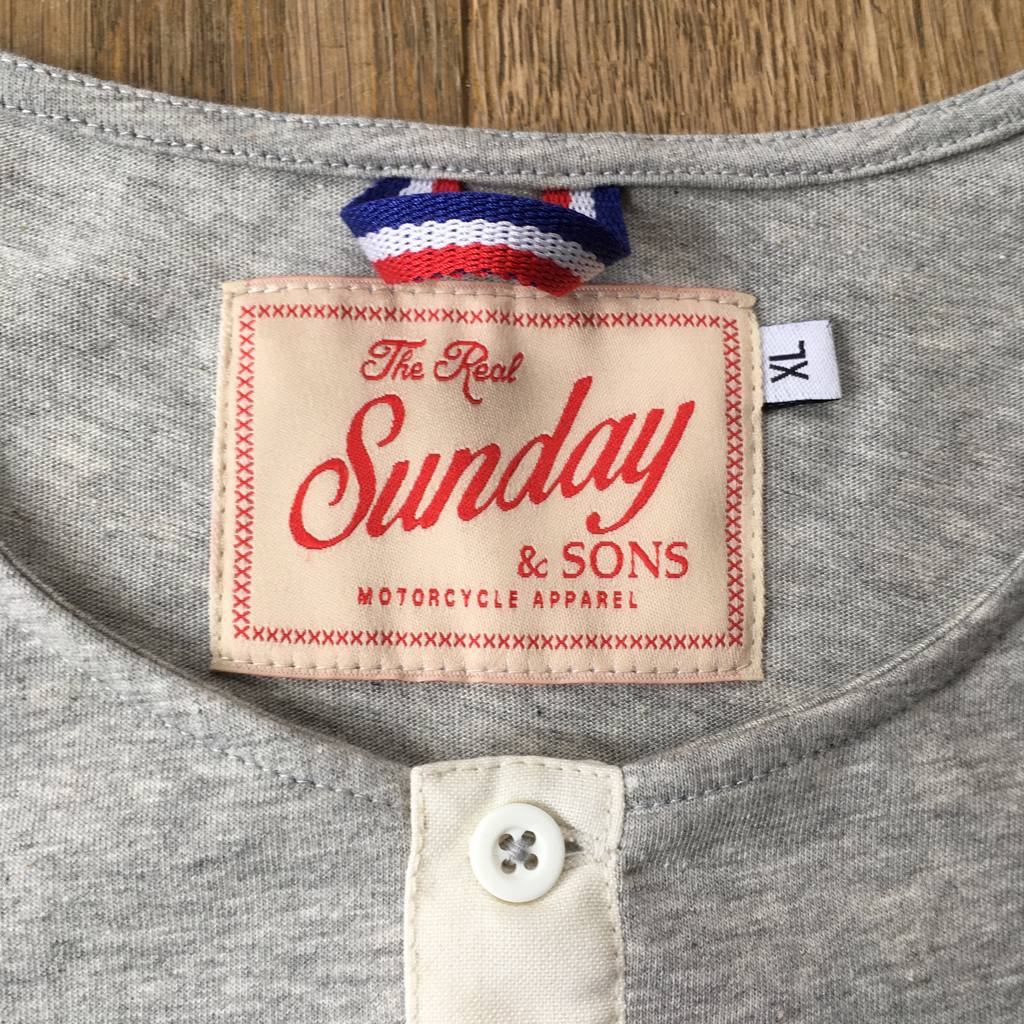 The Real
Sunday
& SONS
MOTORCYCLE APPAREL
XL